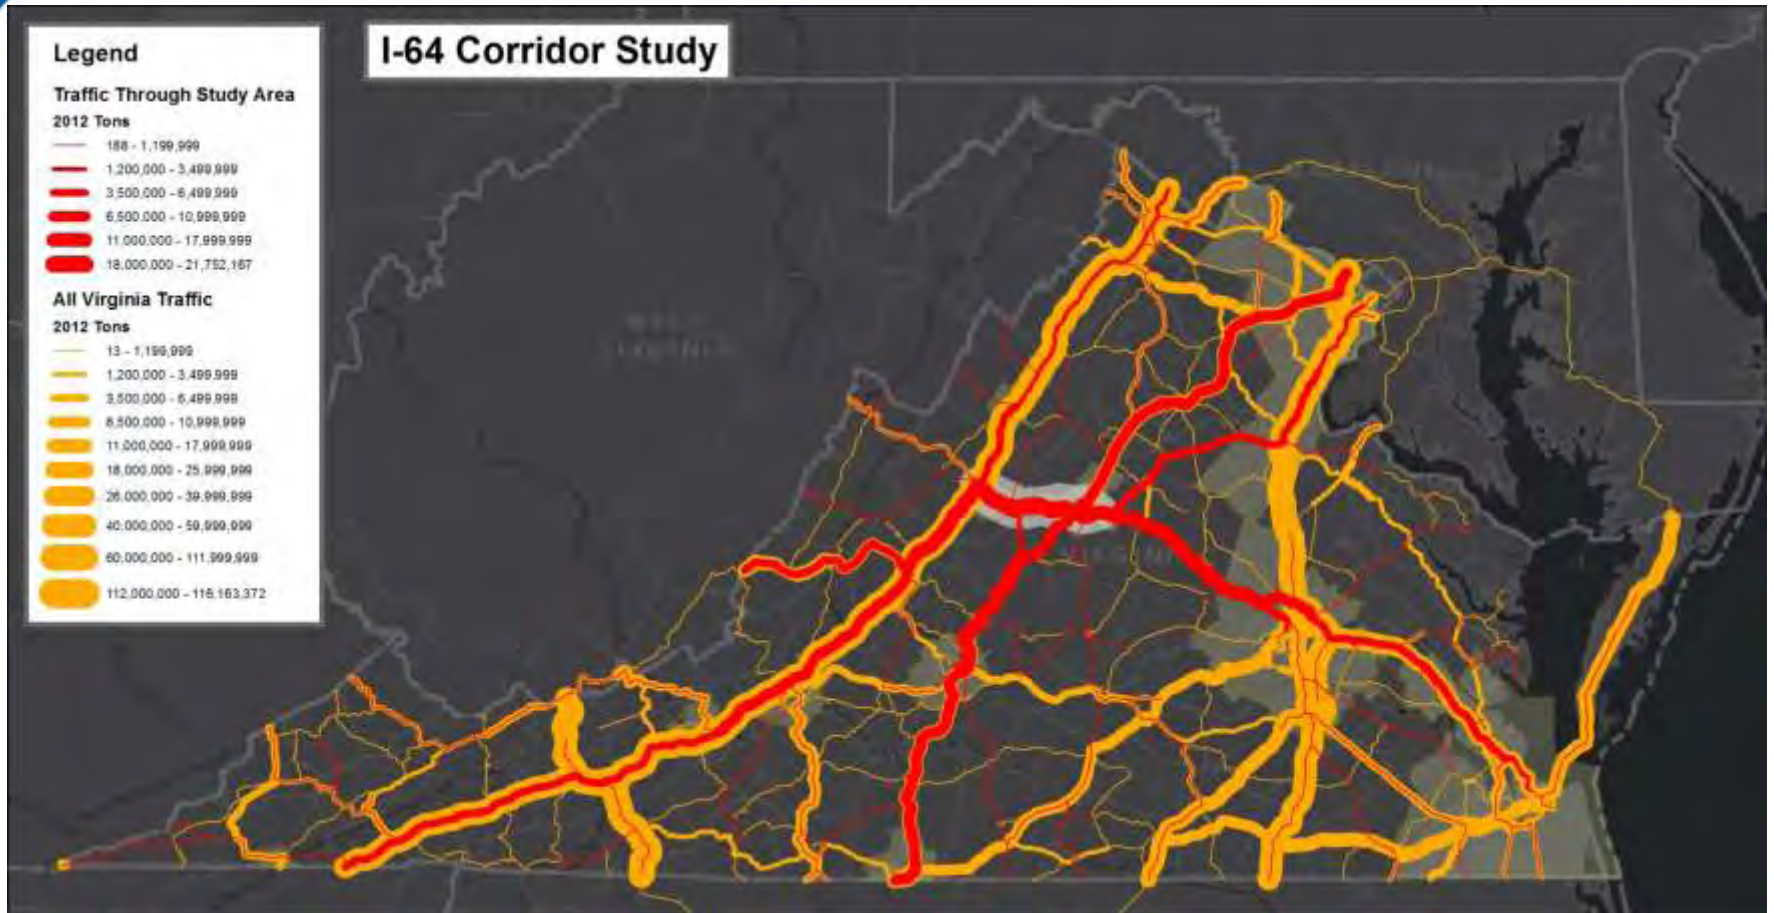 I-64 Corridor Study
Legend
Traffic Through Study Area
2012 Tons
188 - 1,199,999
1,200,000 - 3,499,999
3,500,000 - 6,499,999
6,500,000 - 10,999,999
11,000,000 - 17,999,999
18,000,000 - 21,752,167
All Virginia Traffic
2012 Tons
13 - 1,199,999
1,200,000 - 3,499,999
3,500,000 - 6,499,999
6,500,000 - 10,999,999
11,000,000 - 17,999,999
18,000,000 - 25,999,999
26,000,000 - 39,999,999
40,000,000 - 59,999,999
60,000,000 - 111,999,999
112,000,000 - 116,163,372